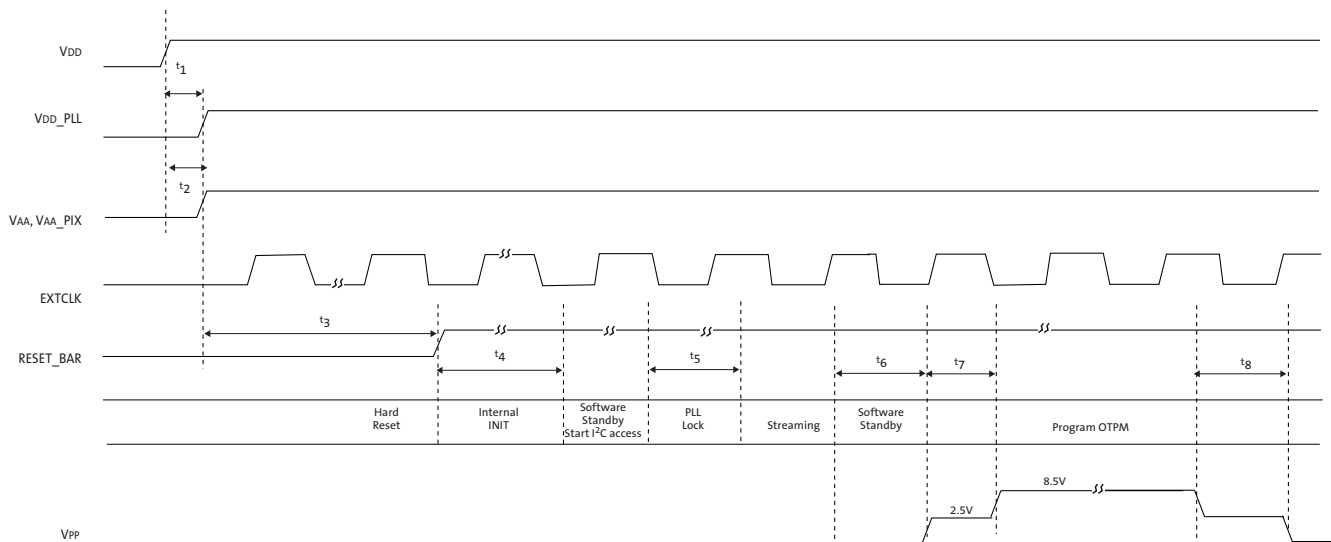 VDD
t1
VDD_PLL
t2
VAA, VAA_PIX
EXTCLK
t3
RESET_BAR
t4
t5
t6
t7
t8
Hard
Reset
Internal
INIT
Software
Standby
Start I2C access
PLL
Lock
Streaming
Software
Standby
Program OTPM
8.5V
2.5V
VPP